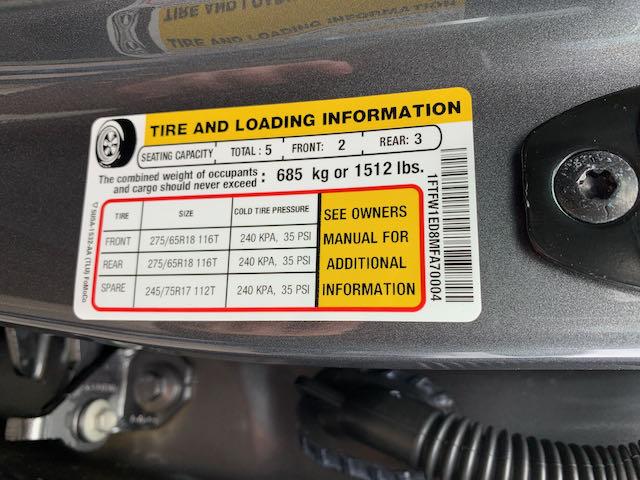 TIRE AND LOADING INFORMATION
SEATING CAPACITY TOTAL : 5 FRONT: 2 REAR: 3
The combined weight of occupants and cargo should never exceed : 685 kg or 1512 lbs.
TIRE SIZE COLD TIRE PRESSURE
FRONT 275/65R18 116T 240 KPA, 35 PSI
REAR 275/65R18 116T 240 KPA, 35 PSI
SPARE 245/75R17 112T 240 KPA, 35 PSI
SEE OWNERS
MANUAL FOR
ADDITIONAL
INFORMATION
1FTFW1ED8MFA70004